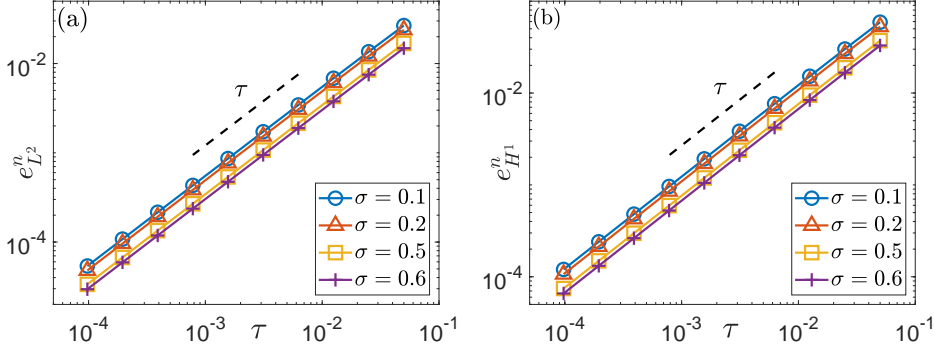 (a)
10^{-2}
10^{-4}
e^n_{L^2}
τ
σ = 0.1
σ = 0.2
σ = 0.5
σ = 0.6
10^{-4}
10^{-3}
τ
10^{-2}
10^{-1}
(b)
10^{-2}
10^{-4}
e^n_{H^1}
τ
σ = 0.1
σ = 0.2
σ = 0.5
σ = 0.6
10^{-4}
10^{-3}
τ
10^{-2}
10^{-1}